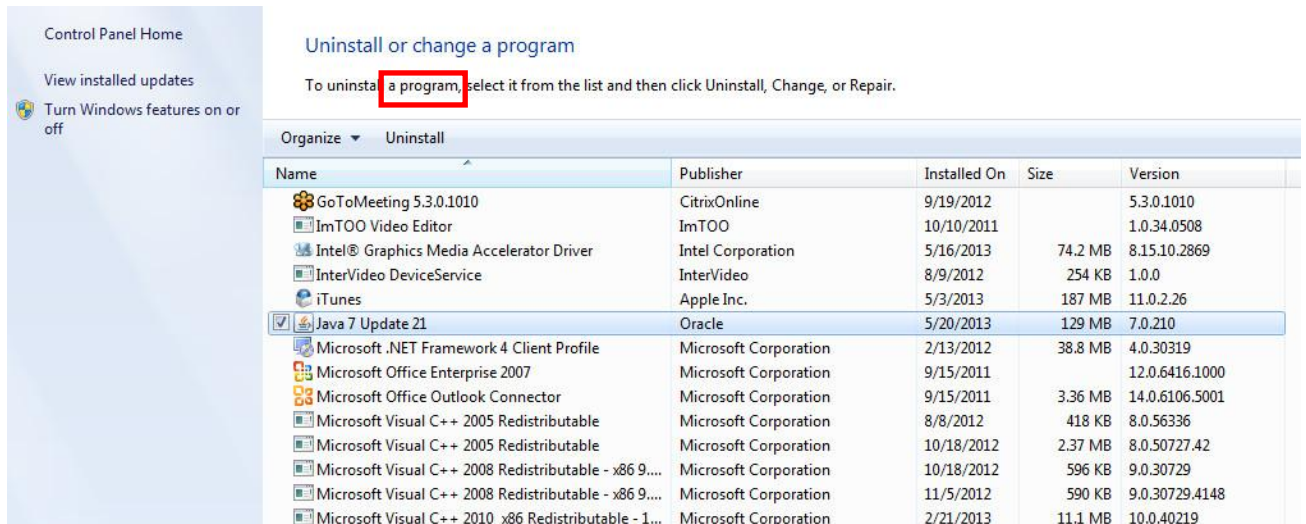 Control Panel Home
View installed updates
Turn Windows features on or
off
Uninstall or change a program
To uninstall a program, select it from the list and then click Uninstall, Change, or Repair.
Organize Uninstall
Name Publisher Installed On Size Version
GoToMeeting 5.3.0.1010 CitrixOnline 9/19/2012 5.3.0.1010
ImTOO Video Editor ImTOO 10/10/2011 1.0.34.0508
Intel® Graphics Media Accelerator Driver Intel Corporation 5/16/2013 74.2 MB 8.15.10.2869
InterVideo DeviceService InterVideo 8/9/2012 254 KB 1.0.0
iTunes Apple Inc. 5/3/2013 187 MB 11.0.2.26
Java 7 Update 21 Oracle 5/20/2013 129 MB 7.0.210
Microsoft .NET Framework 4 Client Profile Microsoft Corporation 2/13/2012 38.8 MB 4.0.30319
Microsoft Office Enterprise 2007 Microsoft Corporation 9/15/2011 12.0.6416.1000
Microsoft Office Outlook Connector Microsoft Corporation 9/15/2011 3.36 MB 14.0.6106.5001
Microsoft Visual C++ 2005 Redistributable Microsoft Corporation 8/8/2012 418 KB 8.0.56336
Microsoft Visual C++ 2005 Redistributable Microsoft Corporation 10/18/2012 2.37 MB 8.0.50727.42
Microsoft Visual C++ 2008 Redistributable - x86 9.... Microsoft Corporation 10/18/2012 596 KB 9.0.30729
Microsoft Visual C++ 2008 Redistributable - x86 9.... Microsoft Corporation 11/5/2012 590 KB 9.0.30729.4148
Microsoft Visual C++ 2010 x86 Redistributable - 1... Microsoft Corporation 2/21/2013 11.1 MB 10.0.40219